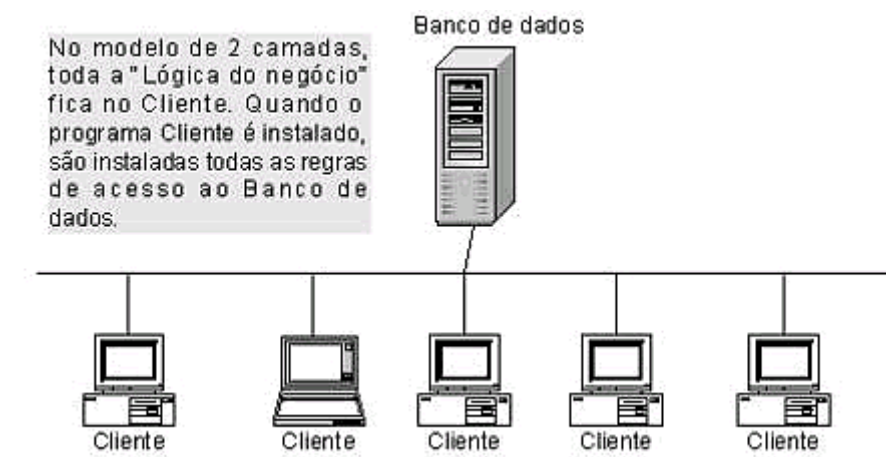 Banco de dados
No modelo de 2 camadas,
toda a "Lógica do negócio"
fica no Cliente. Quando o
programa Cliente é instalado,
são instaladas todas as regras
de acesso ao Banco de
dados.
Cliente
Cliente
Cliente
Cliente
Cliente